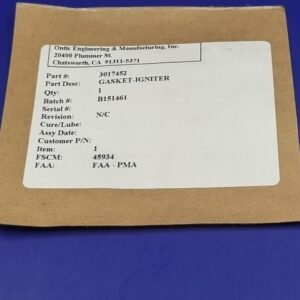 Ontic Engineering & Manufacturing, Inc.
20400 Plummer St.
Chatsworth, CA 91311-5371
Part #: 3017452
Part Desc: GASKET-IGNITER
Qty: 1
Batch #: B151461
Serial #:
Revision: N/C
Cure/Lube:
Assy Date:
Customer P/N:
Item: 1
FSCM: 45934
FAA: FAA - PMA